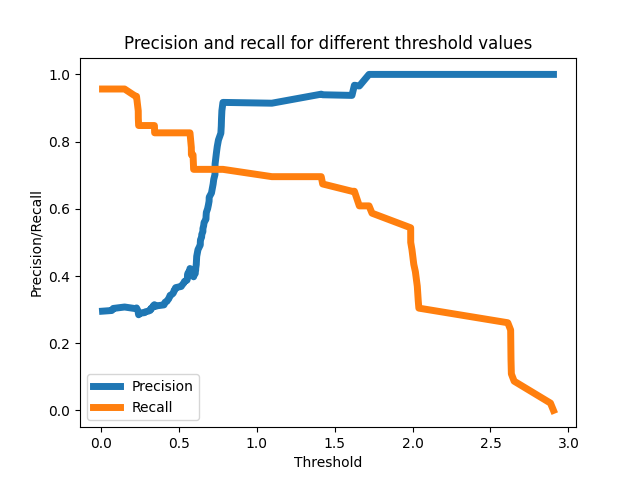 Precision and recall for different threshold values
Precision/Recall
1.0
0.8
0.6
0.4
0.2
0.0
Precision
Recall
0.0 0.5 1.0 1.5 2.0 2.5 3.0
Threshold